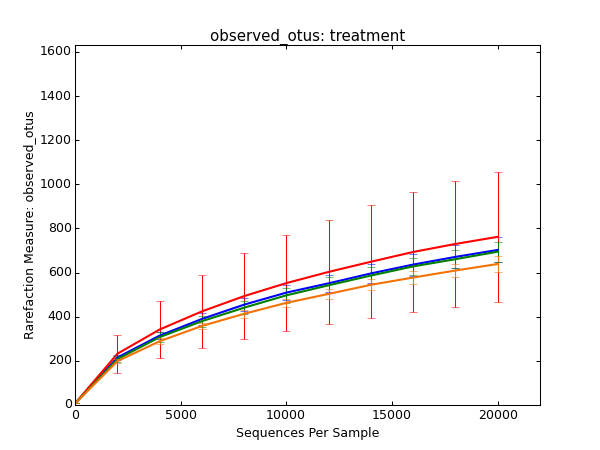 observed_otus: treatment
Rarefaction Measure: observed_otus
1600
1400
1200
1000
800
600
400
200
0
0 5000 10000 15000 20000
Sequences Per Sample